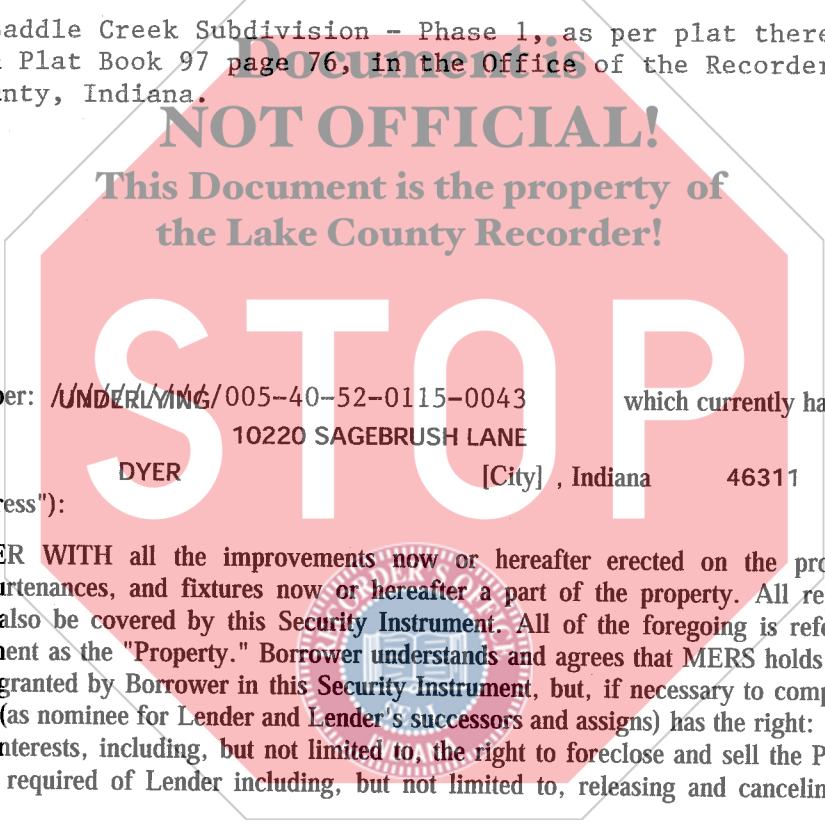 addle Creek Subdivision - Phase 1, as per plat there
Plat Book 97 page 76, in the Office of the Recorder
nty, Indiana.
Document is
NOT OFFICIAL!
This Document is the property of
the Lake County Recorder!
STOP
er: /UNDERLYING/005-40-52-0115-0043 which currently ha
10220 SAGEBRUSH LANE
DYER [City] , Indiana 46311
ress"):
ER WITH all the improvements now or hereafter erected on the pro
urtenances, and fixtures now or hereafter a part of the property. All re
also be covered by this Security Instrument. All of the foregoing is refe
ent as the "Property." Borrower understands and agrees that MERS holds
granted by Borrower in this Security Instrument, but, if necessary to comp
(as nominee for Lender and Lender's successors and assigns) has the right:
nterests, including, but not limited to, the right to foreclose and sell the P
required of Lender including, but not limited to, releasing and cancelin
RECORDER'S OFFICE
SEAL